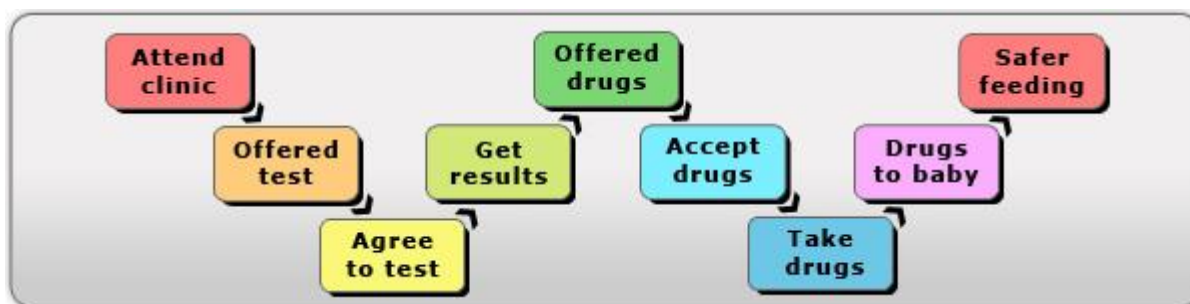 Attend
clinic
Offered
test
Agree
to test
Get
results
Offered
drugs
Accept
drugs
Take
drugs
Drugs
to baby
Safer
feeding